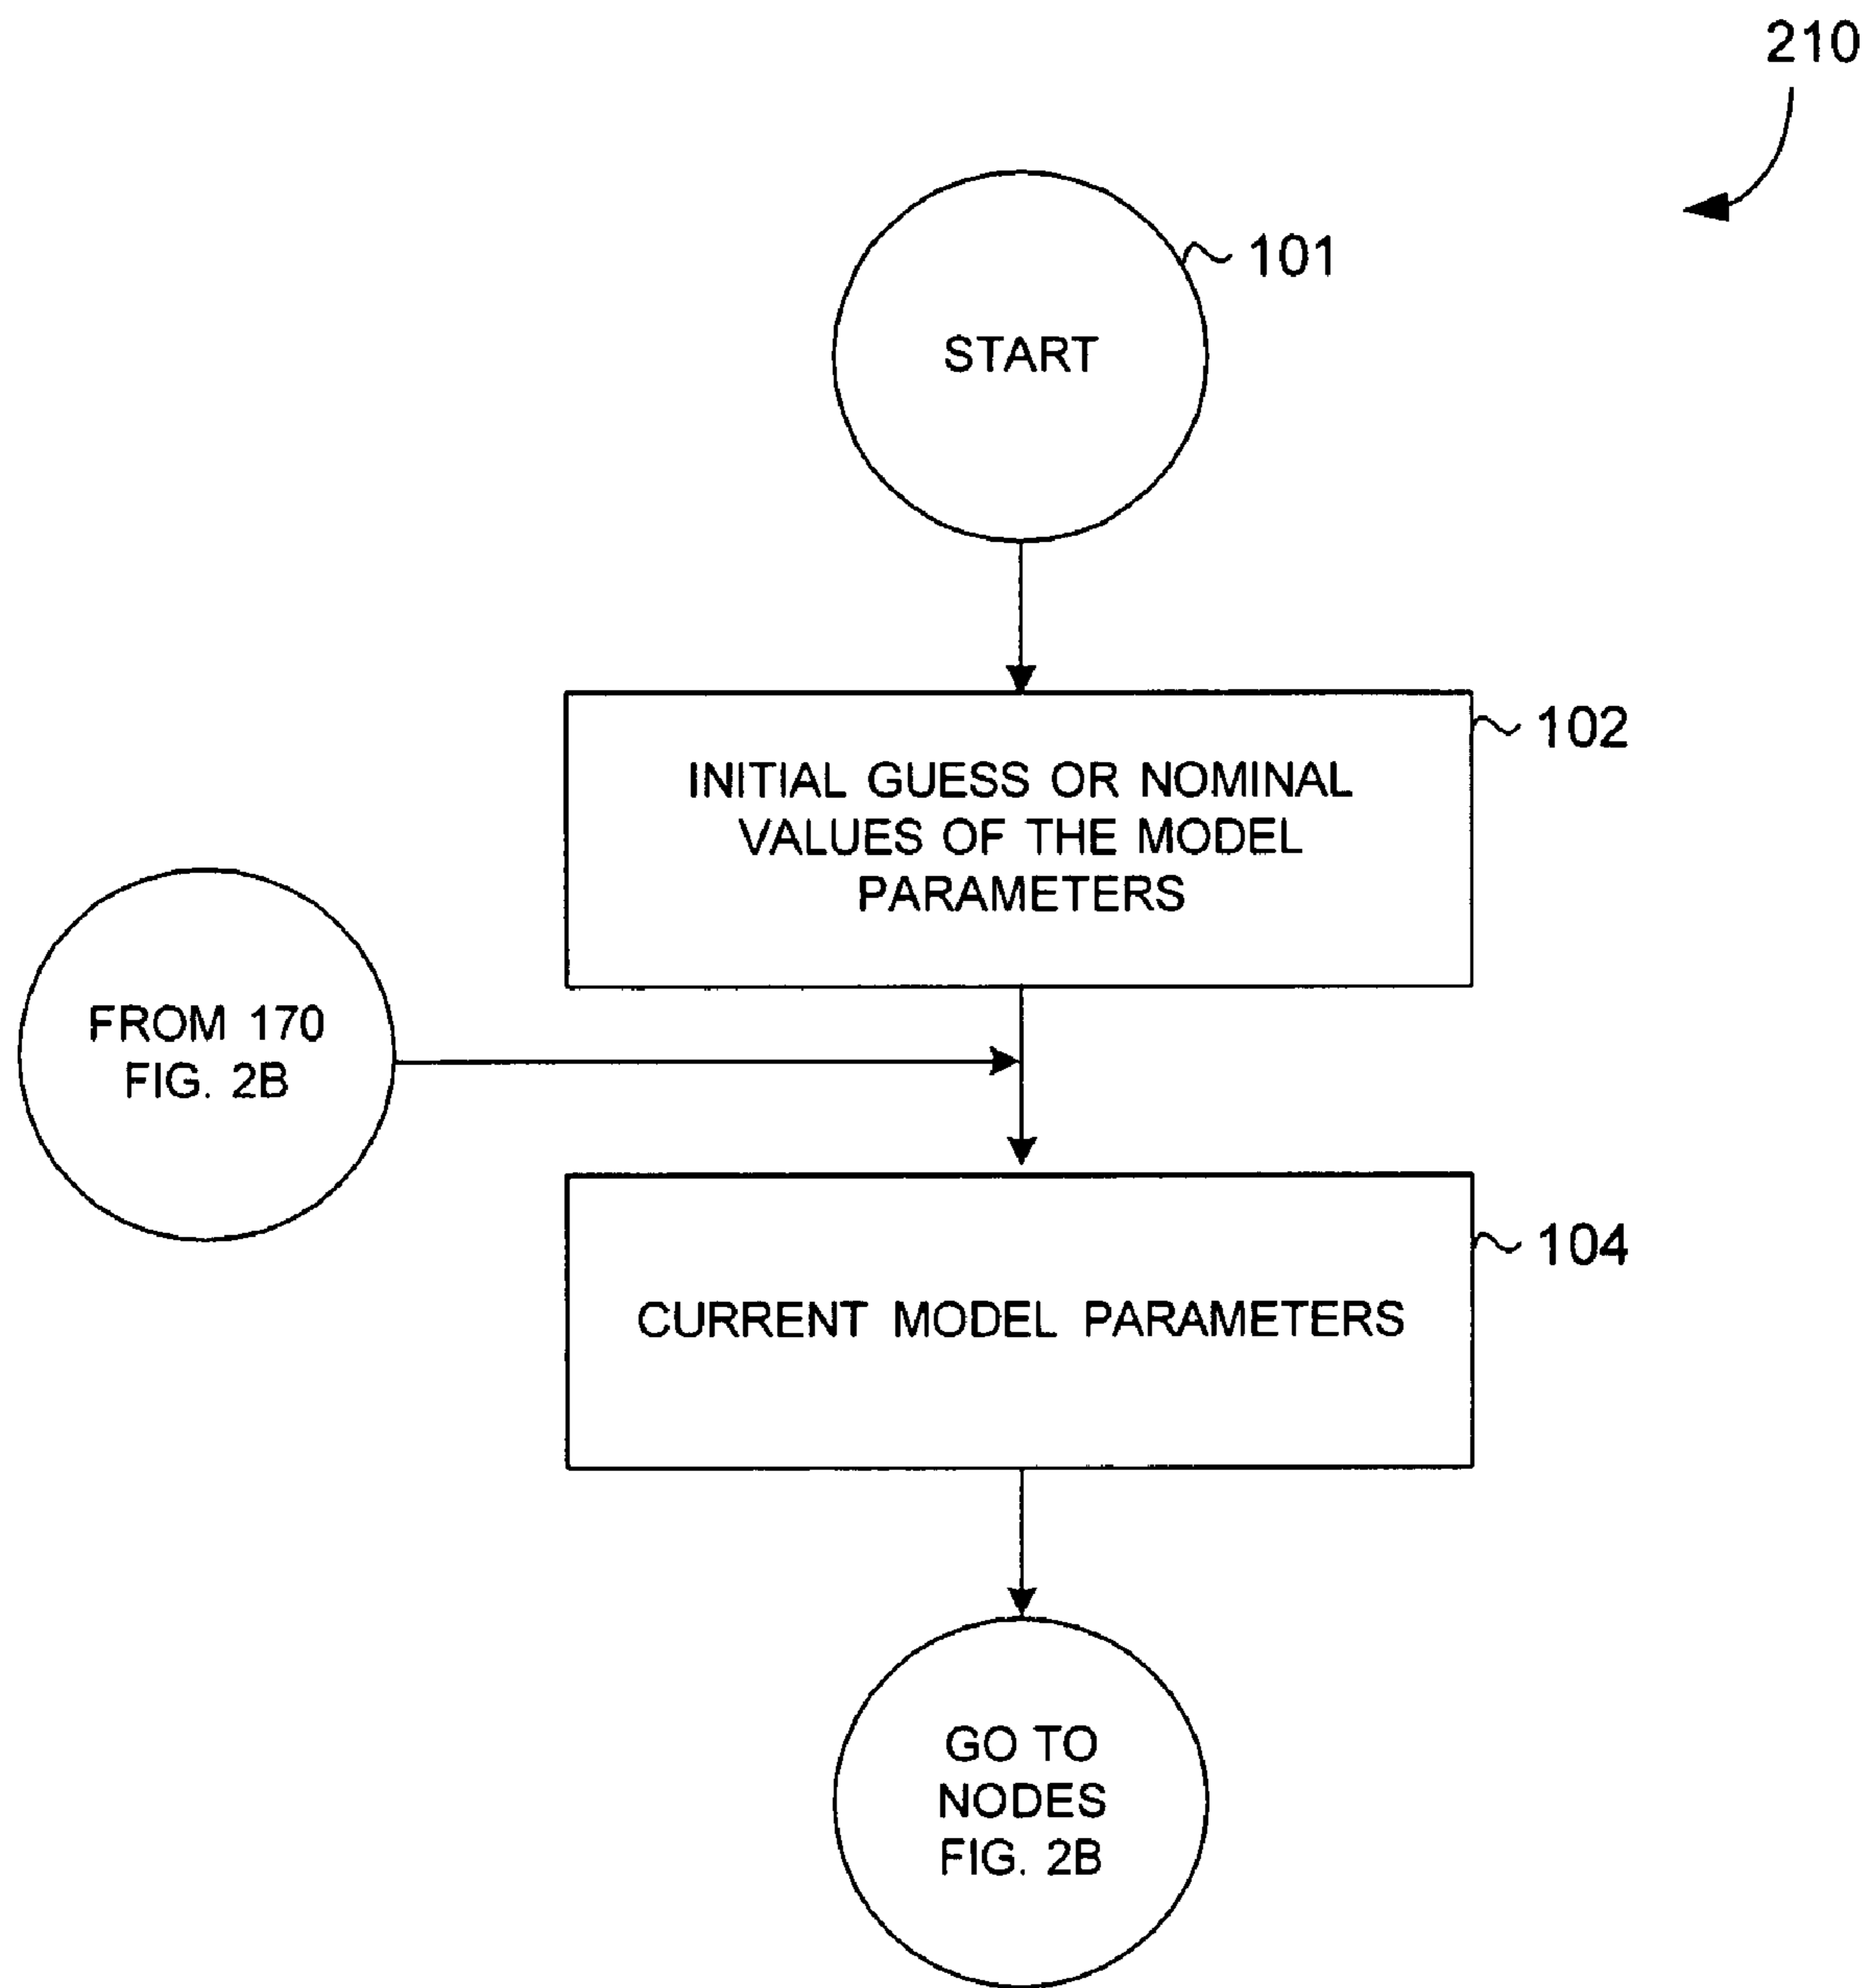 210
101
START
102
INITIAL GUESS OR NOMINAL
VALUES OF THE MODEL
PARAMETERS
FROM 170
FIG. 2B
104
CURRENT MODEL PARAMETERS
GO TO
NODES
FIG. 2B